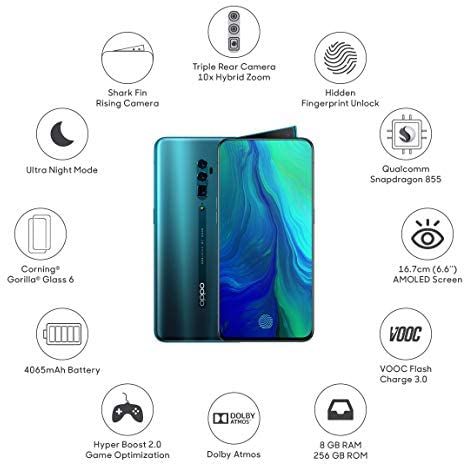 Triple Rear Camera
10x Hybrid Zoom
Shark Fin
Rising Camera
Hidden
Fingerprint Unlock
Ultra Night Mode
Qualcomm
Snapdragon 855
Corning®
Gorilla® Glass 6
16.7cm (6.6’’)
AMOLED Screen
oppo
4065mAh Battery
VOOC
VOOC Flash
Charge 3.0
Hyper Boost 2.0
Game Optimization
DOLBY
ATMOS
Dolby Atmos
8 GB RAM
256 GB ROM